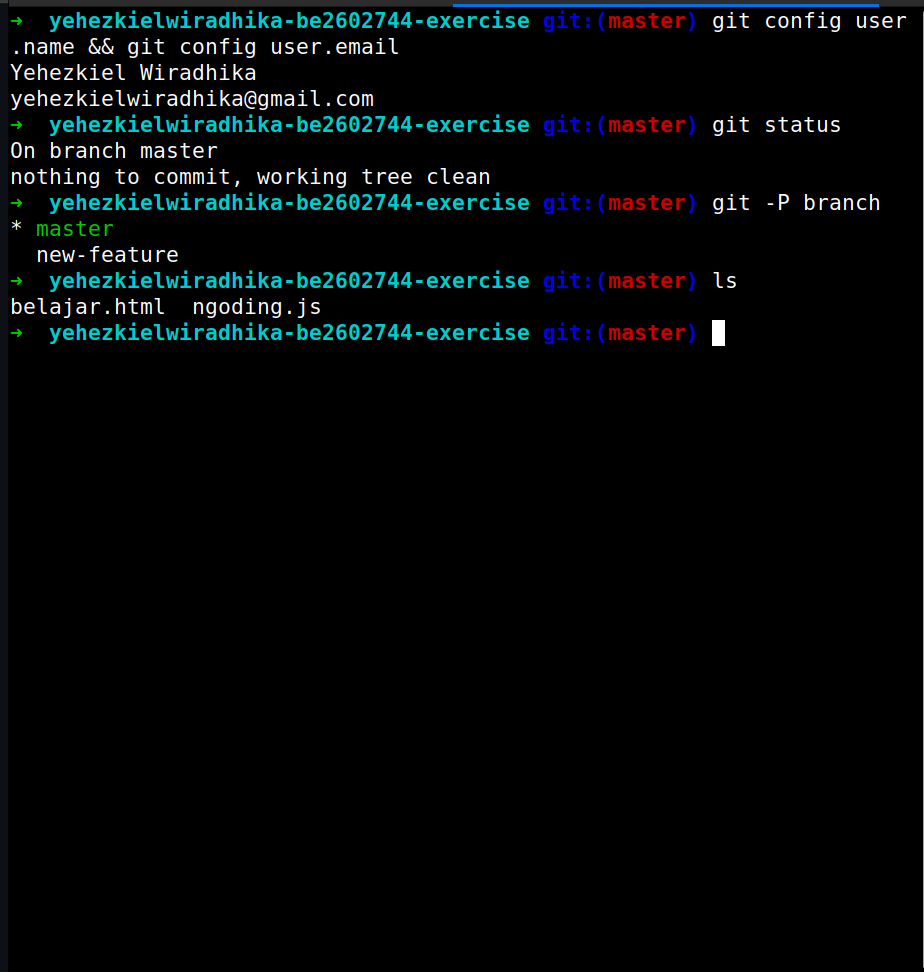 ➜  yehezkielwiradhika-be2602744-exercise git:(master) git config user
.name && git config user.email
Yehezkiel Wiradhika
yehezkielwiradhika@gmail.com
➜  yehezkielwiradhika-be2602744-exercise git:(master) git status
On branch master
nothing to commit, working tree clean
➜  yehezkielwiradhika-be2602744-exercise git:(master) git -P branch
* master
  new-feature
➜  yehezkielwiradhika-be2602744-exercise git:(master) ls
belajar.html  ngoding.js
➜  yehezkielwiradhika-be2602744-exercise git:(master)